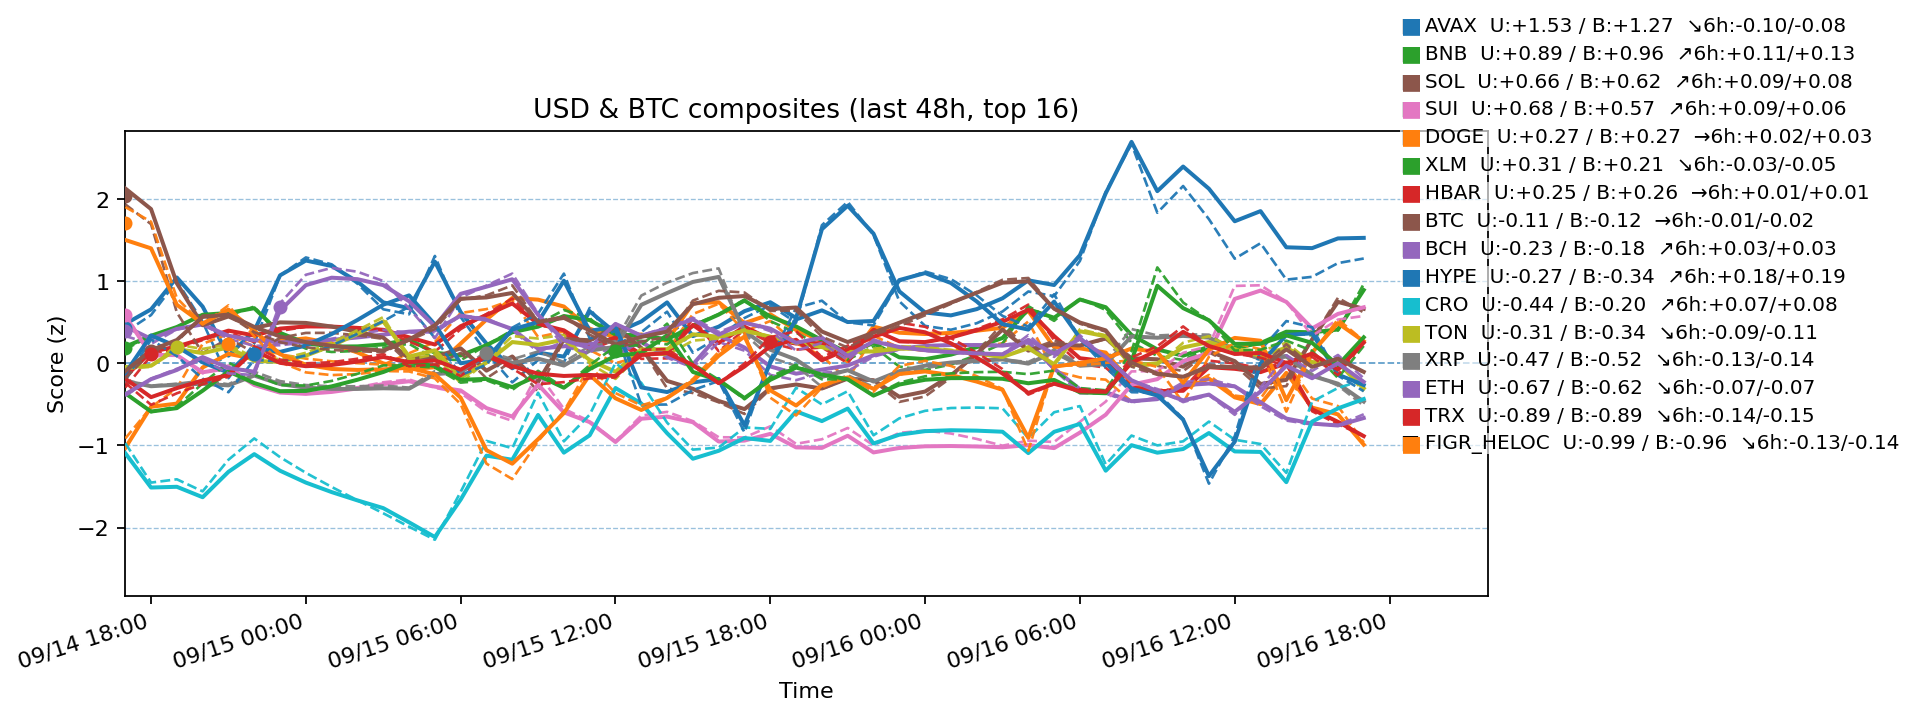 AVAX  U:+1.53 / B:+1.27  ↘6h:-0.10/-0.08
BNB  U:+0.89 / B:+0.96  ↗6h:+0.11/+0.13
SOL  U:+0.66 / B:+0.62  ↗6h:+0.09/+0.08
SUI  U:+0.68 / B:+0.57  ↗6h:+0.09/+0.06
USD & BTC composites (last 48h, top 16)
DOGE  U:+0.27 / B:+0.27  →6h:+0.02/+0.03
XLM  U:+0.31 / B:+0.21  ↘6h:-0.03/-0.05
HBAR  U:+0.25 / B:+0.26  →6h:+0.01/+0.01
BTC  U:-0.11 / B:-0.12  →6h:-0.01/-0.02
BCH  U:-0.23 / B:-0.18  ↗6h:+0.03/+0.03
HYPE  U:-0.27 / B:-0.34  ↗6h:+0.18/+0.19
CRO  U:-0.44 / B:-0.20  ↗6h:+0.07/+0.08
TON  U:-0.31 / B:-0.34  ↘6h:-0.09/-0.11
XRP  U:-0.47 / B:-0.52  ↘6h:-0.13/-0.14
ETH  U:-0.67 / B:-0.62  ↘6h:-0.07/-0.07
TRX  U:-0.89 / B:-0.89  ↘6h:-0.14/-0.15
FIGR_HELOC  U:-0.99 / B:-0.96  ↘6h:-0.13/-0.14
Score (z)
2
1
0
−1
−2
09/14 18:00
09/15 00:00
09/15 06:00
09/15 12:00
09/15 18:00
09/16 00:00
09/16 06:00
09/16 12:00
09/16 18:00
Time